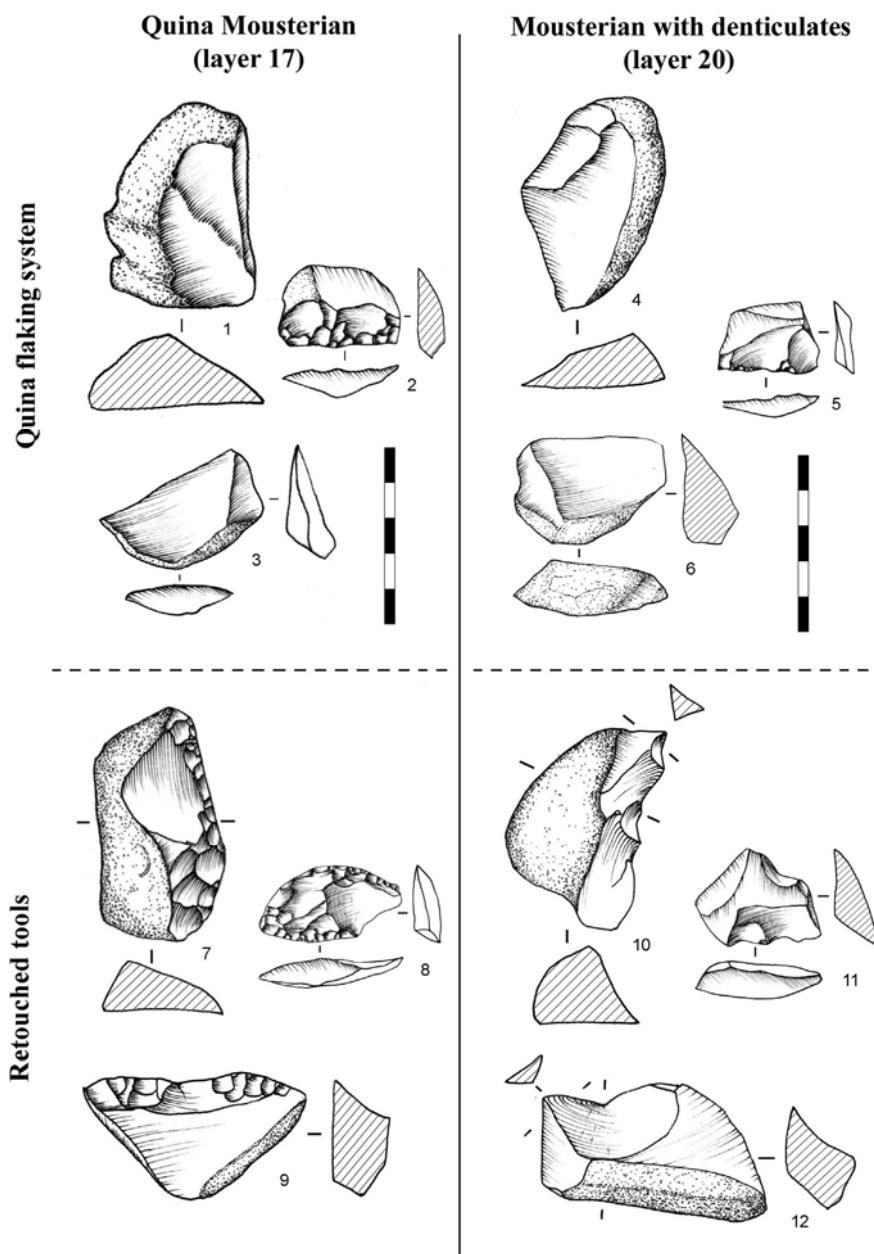 Quina Mousterian
(layer 17)
Mousterian with denticulates
(layer 20)
Quina flaking system
1
2
3
4
5
6
Retouched tools
7
8
9
10
11
12